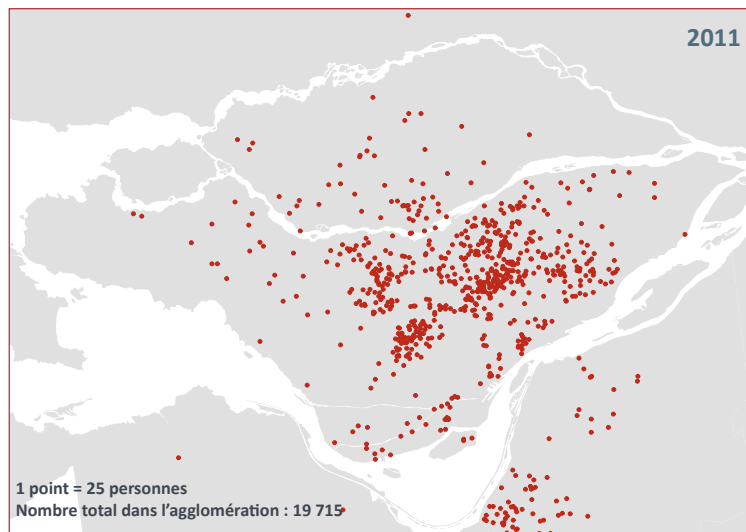 2011
1 point = 25 personnes
Nombre total dans l'agglomération : 19 715